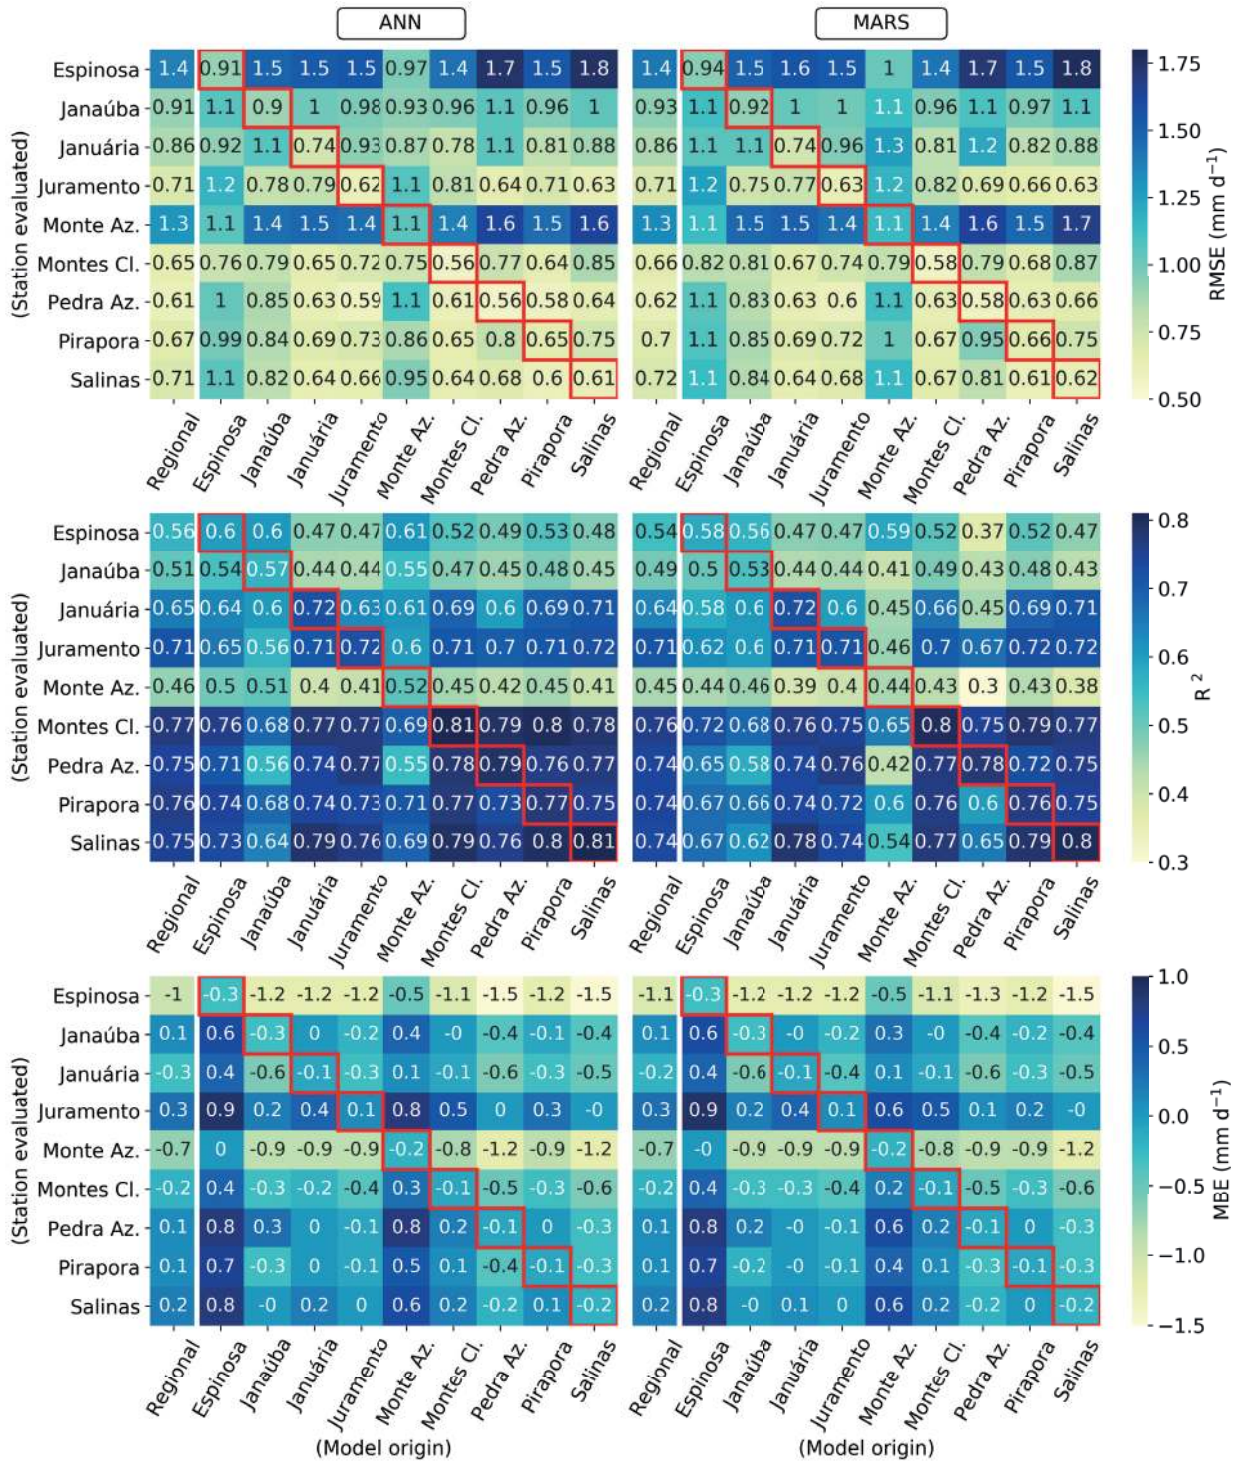 ANN MARS
Espinosa 1.4 0.91 1.5 1.5 1.5 0.97 1.4 1.7 1.5 1.8 1.4 0.94 1.5 1.6 1.5 1 1.4 1.7 1.5 1.8
Janaúba 0.91 1.1 0.9 1 0.98 0.93 0.96 1.1 0.96 1 0.93 1.1 0.92 1 1 1.1 0.96 1.1 0.97 1.1
Januária 0.86 0.92 1.1 0.74 0.93 0.87 0.78 1.1 0.81 0.88 0.86 1.1 1.1 0.74 0.96 1.3 0.81 1.2 0.82 0.88
Juramento 0.71 1.2 0.78 0.79 0.62 1.1 0.81 0.64 0.71 0.63 0.71 1.2 0.75 0.77 0.63 1.2 0.82 0.69 0.66 0.63
Monte Az. 1.3 1.1 1.4 1.5 1.4 1.1 1.4 1.6 1.5 1.6 1.3 1.1 1.5 1.5 1.4 1.1 1.4 1.6 1.5 1.7
Montes Cl. 0.65 0.76 0.79 0.65 0.72 0.75 0.56 0.77 0.64 0.85 0.66 0.82 0.81 0.67 0.74 0.79 0.58 0.79 0.68 0.87
Pedra Az. 0.61 1 0.85 0.63 0.59 1.1 0.61 0.56 0.58 0.64 0.62 1.1 0.83 0.63 0.6 1.1 0.63 0.58 0.63 0.66
Pirapora 0.67 0.99 0.84 0.69 0.73 0.86 0.65 0.8 0.65 0.75 0.7 1.1 0.85 0.69 0.72 1 0.67 0.95 0.66 0.75
Salinas 0.71 1.1 0.82 0.64 0.66 0.95 0.64 0.68 0.6 0.61 0.72 1.1 0.84 0.64 0.68 1.1 0.67 0.81 0.61 0.62
(Station evaluated)
Regional Espinosa Janaúba Januária Juramento Monte Az. Montes Cl. Pedra Az. Pirapora Salinas Regional Espinosa Janaúba Januária Juramento Monte Az. Montes Cl. Pedra Az. Pirapora Salinas
1.75
1.50
1.25
1.00
0.75
0.50
RMSE (mm d⁻¹)
Espinosa 0.56 0.6 0.6 0.47 0.47 0.61 0.52 0.49 0.53 0.48 0.54 0.58 0.56 0.47 0.47 0.59 0.52 0.37 0.52 0.47
Janaúba 0.51 0.54 0.57 0.44 0.44 0.55 0.47 0.45 0.48 0.45 0.49 0.5 0.53 0.44 0.44 0.41 0.49 0.43 0.48 0.43
Januária 0.65 0.64 0.6 0.72 0.63 0.61 0.69 0.6 0.69 0.71 0.64 0.58 0.6 0.72 0.6 0.45 0.66 0.45 0.69 0.71
Juramento 0.71 0.65 0.56 0.71 0.72 0.6 0.71 0.7 0.71 0.72 0.71 0.62 0.6 0.71 0.71 0.46 0.7 0.67 0.72 0.72
Monte Az. 0.46 0.5 0.51 0.4 0.41 0.52 0.45 0.42 0.45 0.41 0.45 0.44 0.46 0.39 0.4 0.44 0.43 0.3 0.43 0.38
Montes Cl. 0.77 0.76 0.68 0.77 0.77 0.69 0.81 0.79 0.8 0.78 0.76 0.72 0.68 0.76 0.75 0.65 0.8 0.75 0.79 0.77
Pedra Az. 0.75 0.71 0.56 0.74 0.77 0.55 0.78 0.79 0.76 0.77 0.74 0.65 0.58 0.74 0.76 0.42 0.77 0.78 0.72 0.75
Pirapora 0.76 0.74 0.68 0.74 0.73 0.71 0.77 0.73 0.77 0.75 0.74 0.67 0.66 0.74 0.72 0.6 0.76 0.6 0.76 0.75
Salinas 0.75 0.73 0.64 0.79 0.76 0.69 0.79 0.76 0.8 0.81 0.74 0.67 0.62 0.78 0.74 0.54 0.77 0.65 0.79 0.8
(Station evaluated)
Regional Espinosa Janaúba Januária Juramento Monte Az. Montes Cl. Pedra Az. Pirapora Salinas Regional Espinosa Janaúba Januária Juramento Monte Az. Montes Cl. Pedra Az. Pirapora Salinas
0.8
0.7
0.6
0.5
0.4
0.3
R²
Espinosa -1 -0.3 -1.2 -1.2 -1.2 -0.5 -1.1 -1.5 -1.2 -1.5 -1.1 -0.3 -1.2 -1.2 -1.2 -0.5 -1.1 -1.3 -1.2 -1.5
Janaúba 0.1 0.6 -0.3 0 -0.2 0.4 -0 -0.4 -0.1 -0.4 0.1 0.6 -0.3 -0 -0.2 0.3 -0 -0.4 -0.2 -0.4
Januária -0.3 0.4 -0.6 -0.1 -0.3 0.1 -0.1 -0.6 -0.3 -0.5 -0.2 0.4 -0.6 -0.1 -0.4 0.1 -0.1 -0.6 -0.3 -0.5
Juramento 0.3 0.9 0.2 0.4 0.1 0.8 0.5 0 0.3 -0 0.3 0.9 0.2 0.4 0.1 0.6 0.5 0.1 0.2 -0
Monte Az. -0.7 0 -0.9 -0.9 -0.9 -0.2 -0.8 -1.2 -0.9 -1.2 -0.7 -0 -0.9 -0.9 -0.9 -0.2 -0.8 -0.9 -0.9 -1.2
Montes Cl. -0.2 0.4 -0.3 -0.2 -0.4 0.3 -0.1 -0.5 -0.3 -0.6 -0.2 0.4 -0.3 -0.3 -0.4 0.2 -0.1 -0.5 -0.3 -0.6
Pedra Az. 0.1 0.8 0.3 0 -0.1 0.8 0.2 -0.1 0 -0.3 0.1 0.8 0.2 -0 -0.1 0.6 0.2 -0.1 0 -0.3
Pirapora 0.1 0.7 -0.3 0 -0.1 0.5 0.1 -0.4 -0.1 -0.3 0.1 0.7 -0.2 -0 -0.1 0.4 0.1 -0.3 -0.1 -0.3
Salinas 0.2 0.8 -0 0.2 0 0.6 0.2 -0.2 0.1 -0.2 0.2 0.8 -0 0.1 0 0.6 0.2 -0.2 0 -0.2
(Station evaluated)
Regional Espinosa Janaúba Januária Juramento Monte Az. Montes Cl. Pedra Az. Pirapora Salinas Regional Espinosa Janaúba Januária Juramento Monte Az. Montes Cl. Pedra Az. Pirapora Salinas
(Model origin) (Model origin)
1.0
0.5
0.0
−0.5
−1.0
−1.5
MBE (mm d⁻¹)